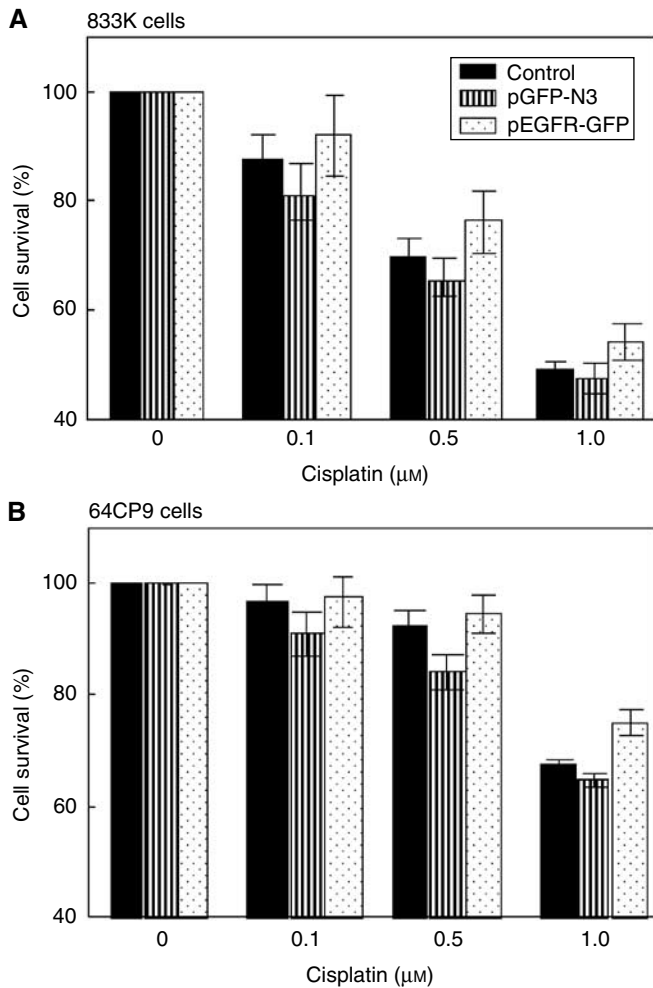 A 833K cells
Control
pGFP-N3
pEGFR-GFP
100
80
60
40
Cell survival (%)
0 0.1 0.5 1.0
Cisplatin (µM)
B 64CP9 cells
100
80
60
40
Cell survival (%)
0 0.1 0.5 1.0
Cisplatin (µM)